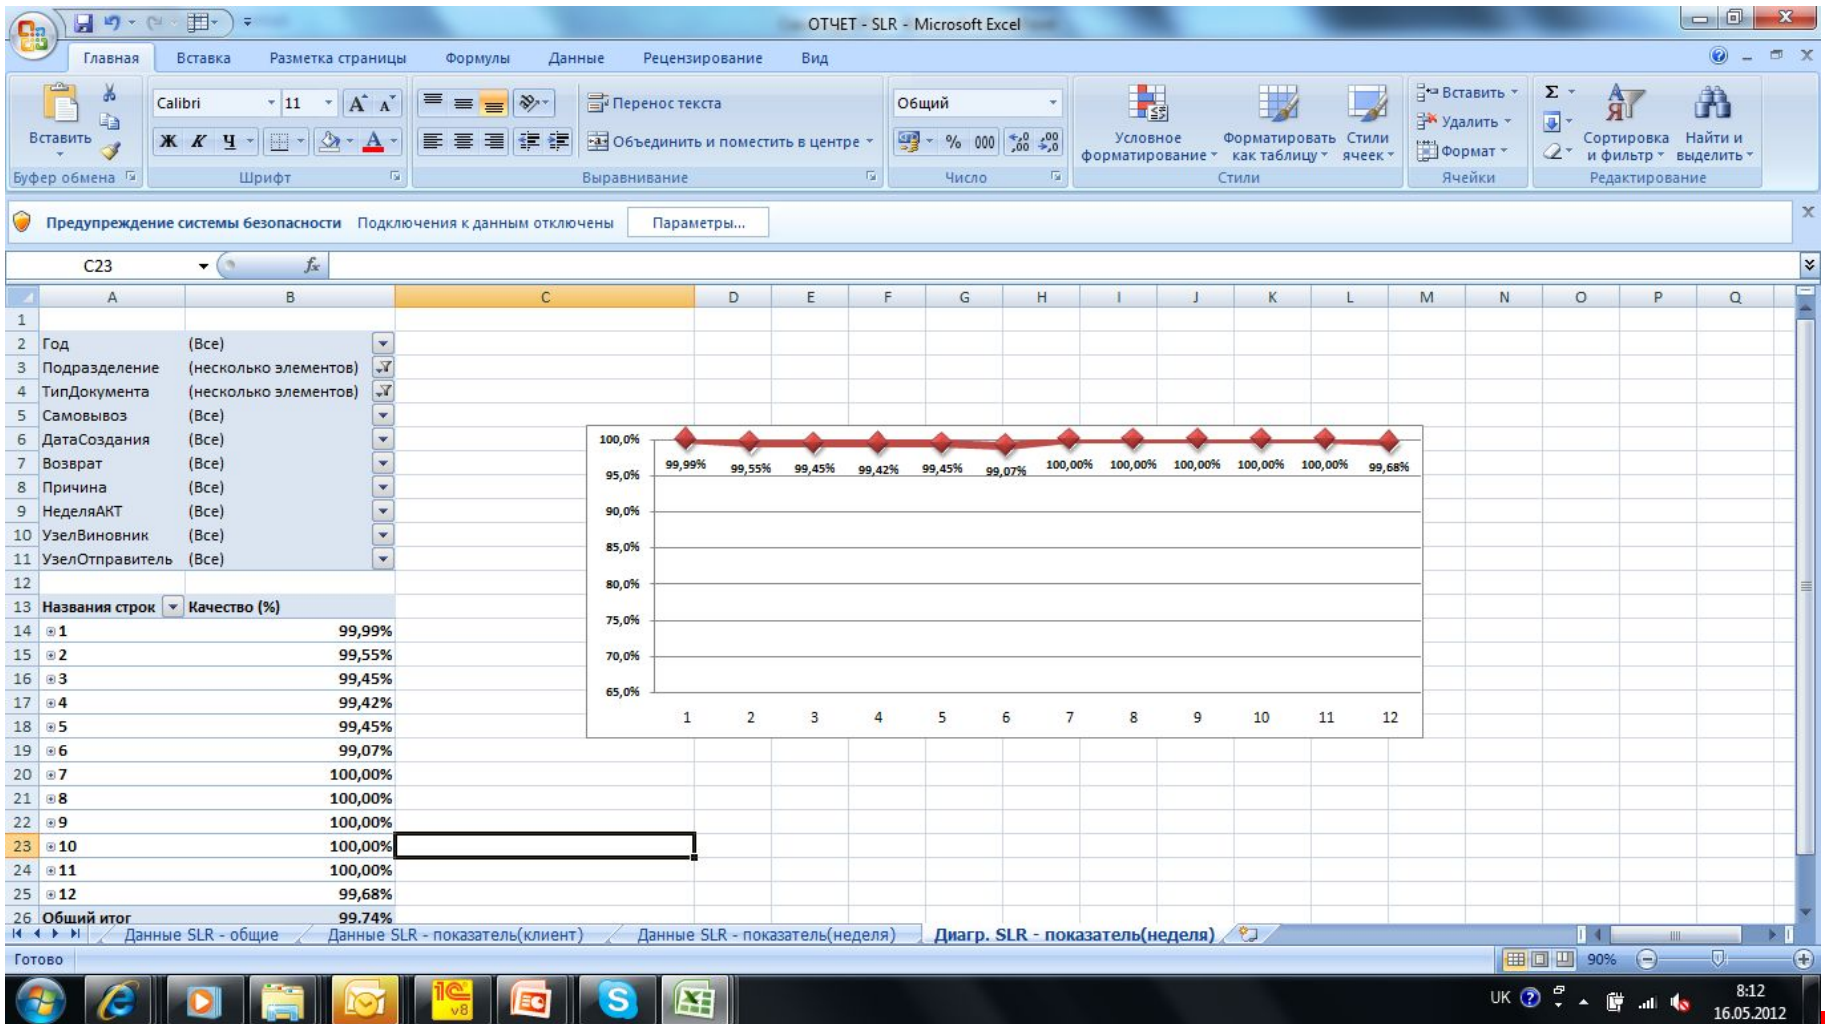 ОТЧЕТ - SLR - Microsoft Excel
Главная Вставка Разметка страницы Формулы Данные Рецензирование Вид
Вставить
Буфер обмена
Calibri 11
Ж К Ч
Шрифт
Перенос текста
Объединить и поместить в центре
Выравнивание
Общий
% 000
Число
Условное форматирование
Форматировать как таблицу
Стили ячеек
Стили
Вставить
Удалить
Формат
Ячейки
Сортировка и фильтр
Найти и выделить
Редактирование
Предупреждение системы безопасности Подключения к данным отключены Параметры...
C23 fx
A B C D E F G H I J K L M N O P Q
1
2 Год (Все)
3 Подразделение (несколько элементов)
4 ТипДокумента (несколько элементов)
5 Самовывоз (Все)
6 ДатаСоздания (Все)
7 Возврат (Все)
8 Причина (Все)
9 НеделяАКТ (Все)
10 УзелВиновник (Все)
11 УзелОтправитель (Все)
12
13 Названия строк Качество (%)
14 1 99,99%
15 2 99,55%
16 3 99,45%
17 4 99,42%
18 5 99,45%
19 6 99,07%
20 7 100,00%
21 8 100,00%
22 9 100,00%
23 10 100,00%
24 11 100,00%
25 12 99,68%
26 Общий итог 99,74%
100,0%
99,99% 99,55% 99,45% 99,42% 99,45% 99,07% 100,00% 100,00% 100,00% 100,00% 100,00% 99,68%
95,0%
90,0%
85,0%
80,0%
75,0%
70,0%
65,0%
1 2 3 4 5 6 7 8 9 10 11 12
Данные SLR - общие Данные SLR - показатель(клиент) Данные SLR - показатель(неделя) Диагр. SLR - показатель(неделя)
Готово 90%
UK 8:12
16.05.2012